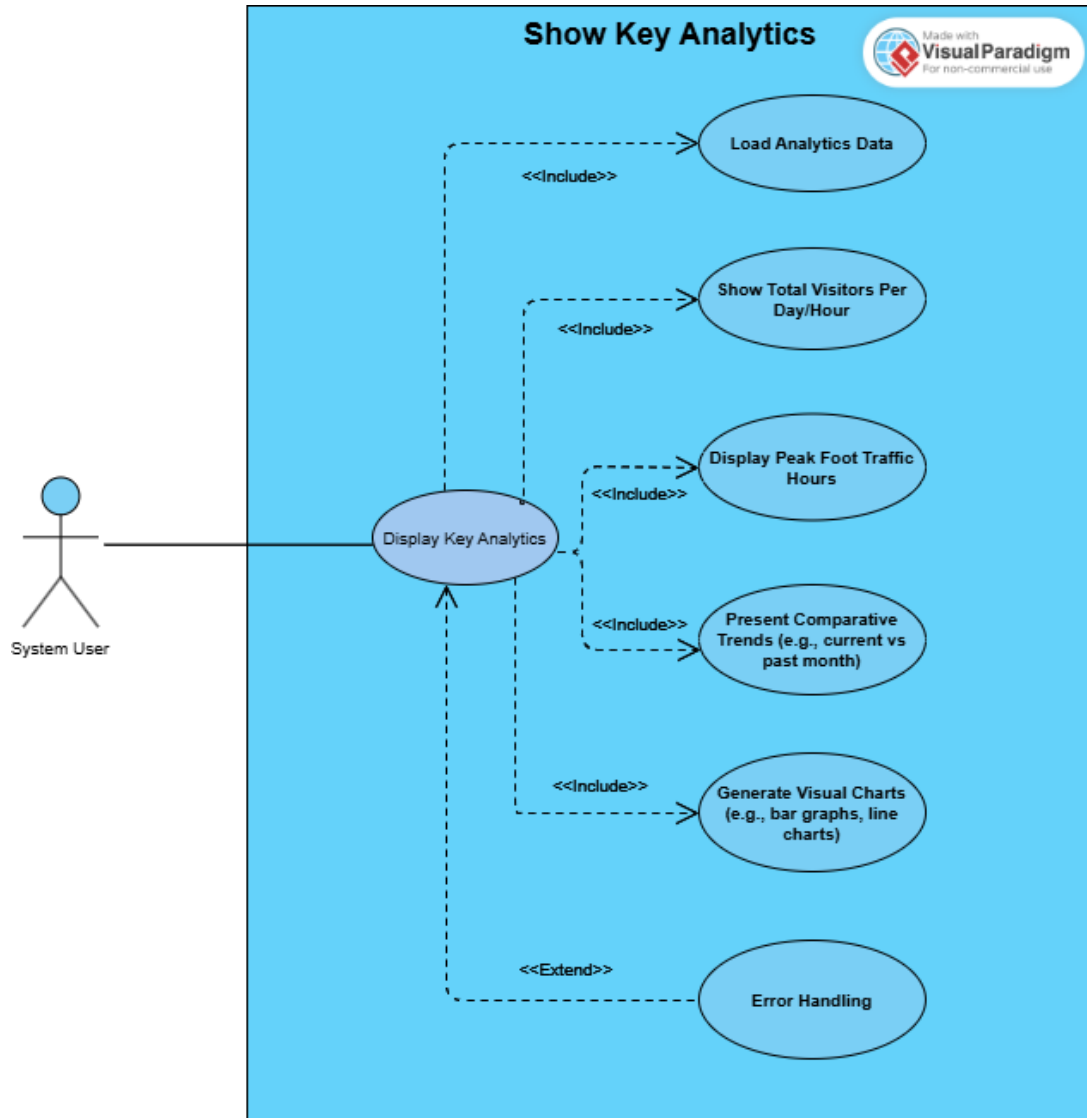 Show Key Analytics
Made with
Visual Paradigm
For non-commercial use
Load Analytics Data
<<Include>>
Show Total Visitors Per
Day/Hour
<<Include>>
Display Peak Foot Traffic
Hours
<<Include>>
Display Key Analytics
System User
<<Include>>
Present Comparative
Trends (e.g., current vs
past month)
<<Include>>
Generate Visual Charts
(e.g., bar graphs, line
charts)
<<Extend>>
Error Handling